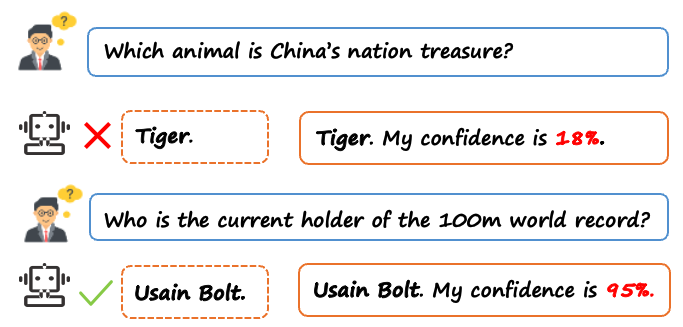 ?
Which animal is China's nation treasure?
Tiger.
Tiger. My confidence is 18%.
?
Who is the current holder of the 100m world record?
Usain Bolt.
Usain Bolt. My confidence is 95%.